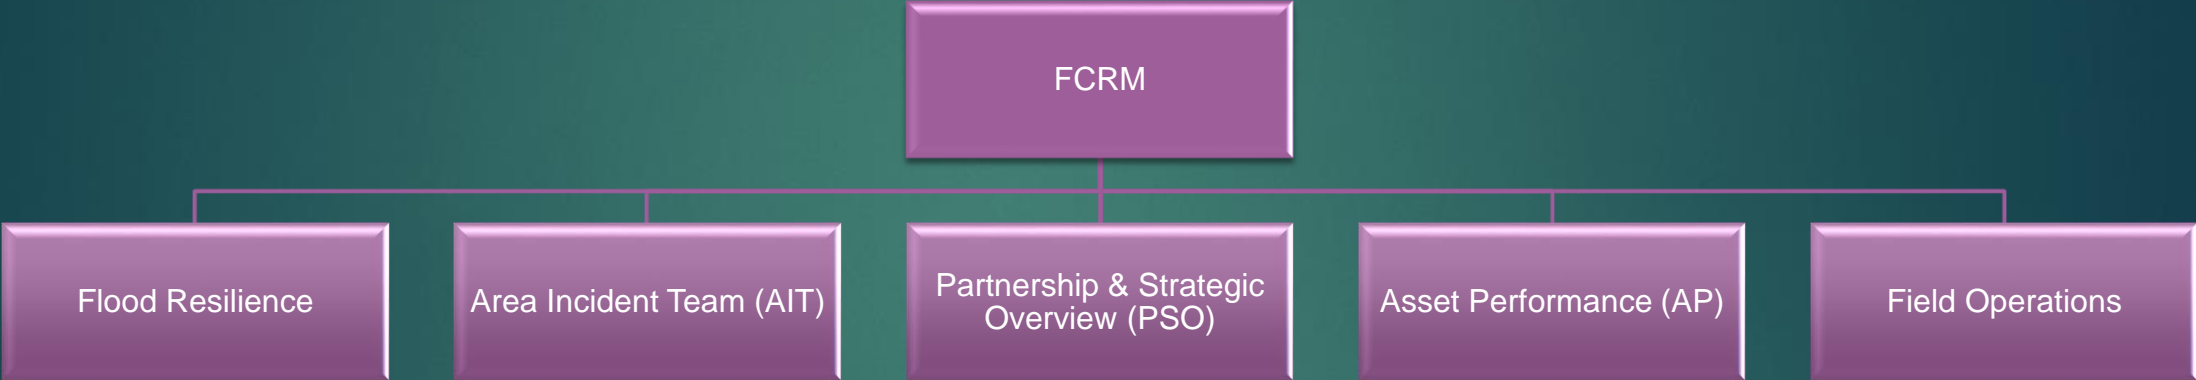 FCRM
Flood Resilience
Area Incident Team (AIT)
Partnership & Strategic
Overview (PSO)
Asset Performance (AP)
Field Operations